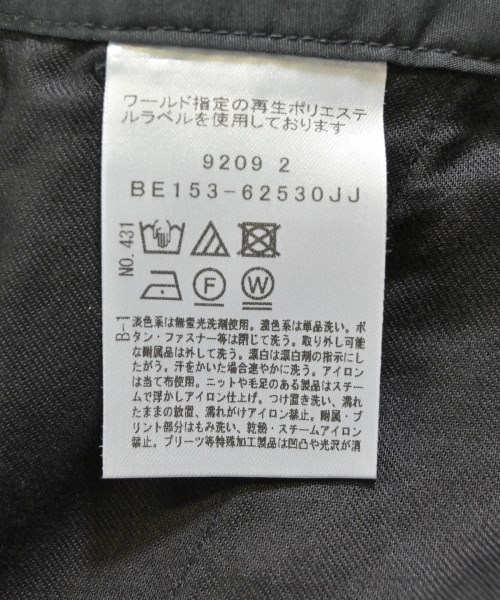 ワールド指定の再生ポリエステ
ルラベルを使用しております
9209 2
BE153-62530JJ
NO.431
F
W
B-1
淡色系は無蛍光洗剤使用。濃色系は単品洗い。ボ
タン・ファスナー等は閉じて洗う。取り外し可能
な附属品は外して洗う。漂白は漂白剤の指示にし
たがう。汗をかいた場合速やかに洗う。アイロン
は当て布使用。ニットや毛足のある製品はスチー
ムで浮かしアイロン仕上げ。つけ置き洗い、濡れ
たままの放置、濡れがけアイロン禁止。附属・プ
リント部分はもみ洗い、乾熱・スチームアイロン
禁止。プリーツ等特殊加工製品は凹凸や光沢が消